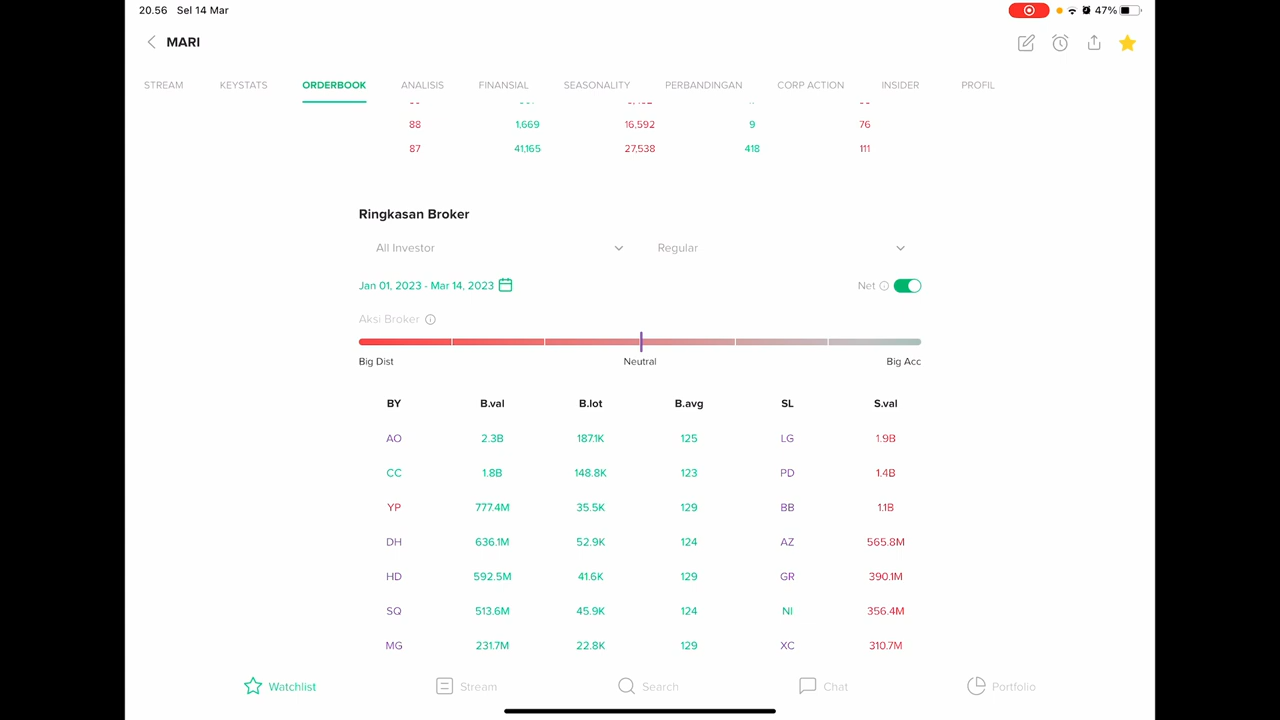 20.56 Sel 14 Mar 47%
MARI
STREAM KEYSTATS ORDERBOOK ANALISIS FINANSIAL SEASONALITY PERBANDINGAN CORP ACTION INSIDER PROFIL
88 1,669 16,592 9 76
87 41,165 27,538 418 111
Ringkasan Broker
All Investor Regular
Jan 01, 2023 - Mar 14, 2023 Net
Aksi Broker
Big Dist Neutral Big Acc
BY B.val B.lot B.avg SL S.val
AO 2.3B 187.1K 125 LG 1.9B
CC 1.8B 148.8K 123 PD 1.4B
YP 777.4M 35.5K 129 BB 1.1B
DH 636.1M 52.9K 124 AZ 565.8M
HD 592.5M 41.6K 129 GR 390.1M
SQ 513.6M 45.9K 124 NI 356.4M
MG 231.7M 22.8K 129 XC 310.7M
Watchlist Stream Search Chat Portfolio